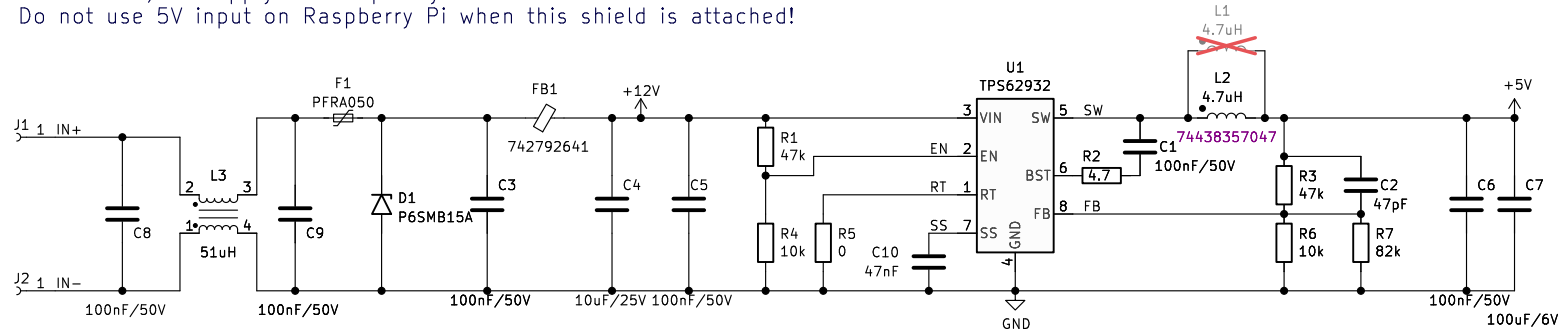 Do not use 5V input on Raspberry Pi when this shield is attached!
L1
4.7uH
L2
4.7uH
74438357047
+5V
U1
TPS62932
F1
PFRA050
FB1
742792641
+12V
J1 1 IN+
3 VIN
SW 5 SW
R1
47k
EN 2 EN
C1
100nF/50V
R2
4.7
BST 6
L3
2 3
1 4
51uH
D1
P6SMB15A
C3
C4
C5
RT 1 RT
R3
47k
C2
47pF
C6
C7
FB 8 FB
C8
C9
R4
10k
R5
0
SS 7 SS
GND
4
C10
47nF
R6
10k
R7
82k
J2 1 IN-
100nF/50V
100nF/50V
100nF/50V
10uF/25V
100nF/50V
GND
100nF/50V
100uF/6V